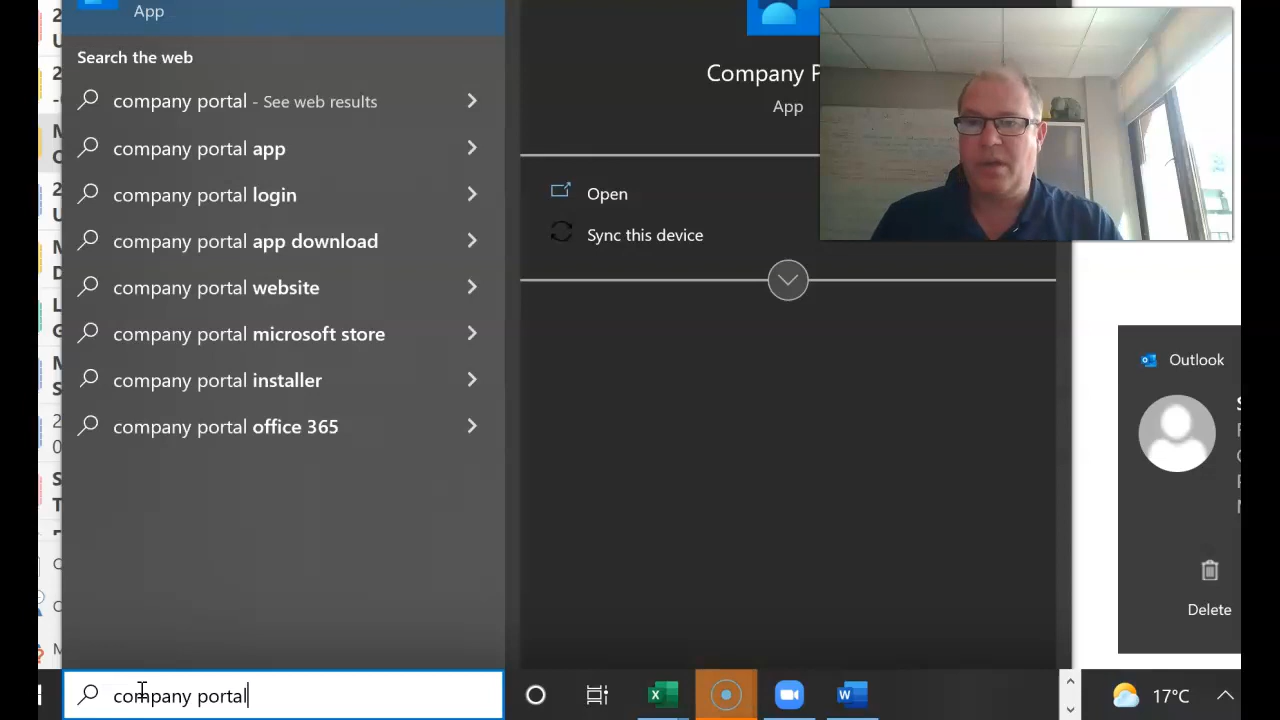 App
Search the web
company portal - See web results
company portal app
company portal login
company portal app download
company portal website
company portal microsoft store
company portal installer
company portal office 365
company portal
Company P
App
Open
Sync this device
Outlook
Delete
17°C